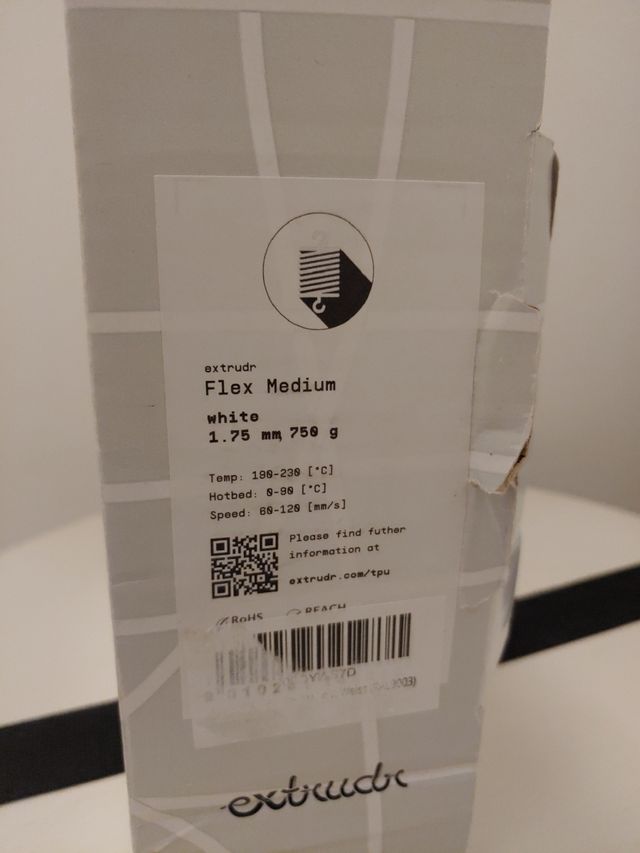 extrudr
Flex Medium
white
1.75 mm, 750 g
Temp: 190-230 [°C]
Hotbed: 0-90 [°C]
Speed: 60-120 [mm/s]
Please find futher
information at
extrudr.com/tpu
RoHS REACH
extrudr